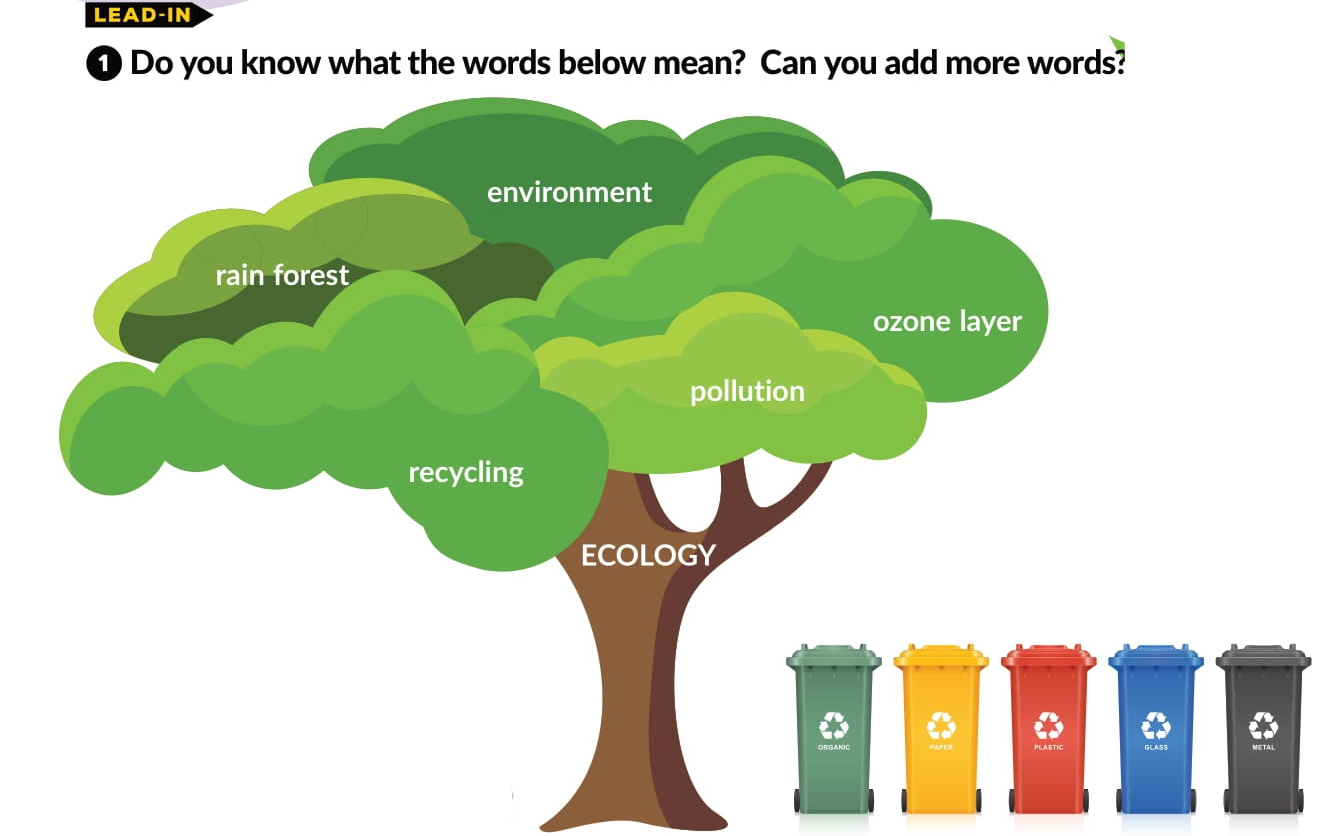 LEAD-IN
1 Do you know what the words below mean? Can you add more words?
environment
rain forest
ozone layer
pollution
recycling
ECOLOGY
ORGANIC
PAPER
PLASTIC
GLASS
METAL